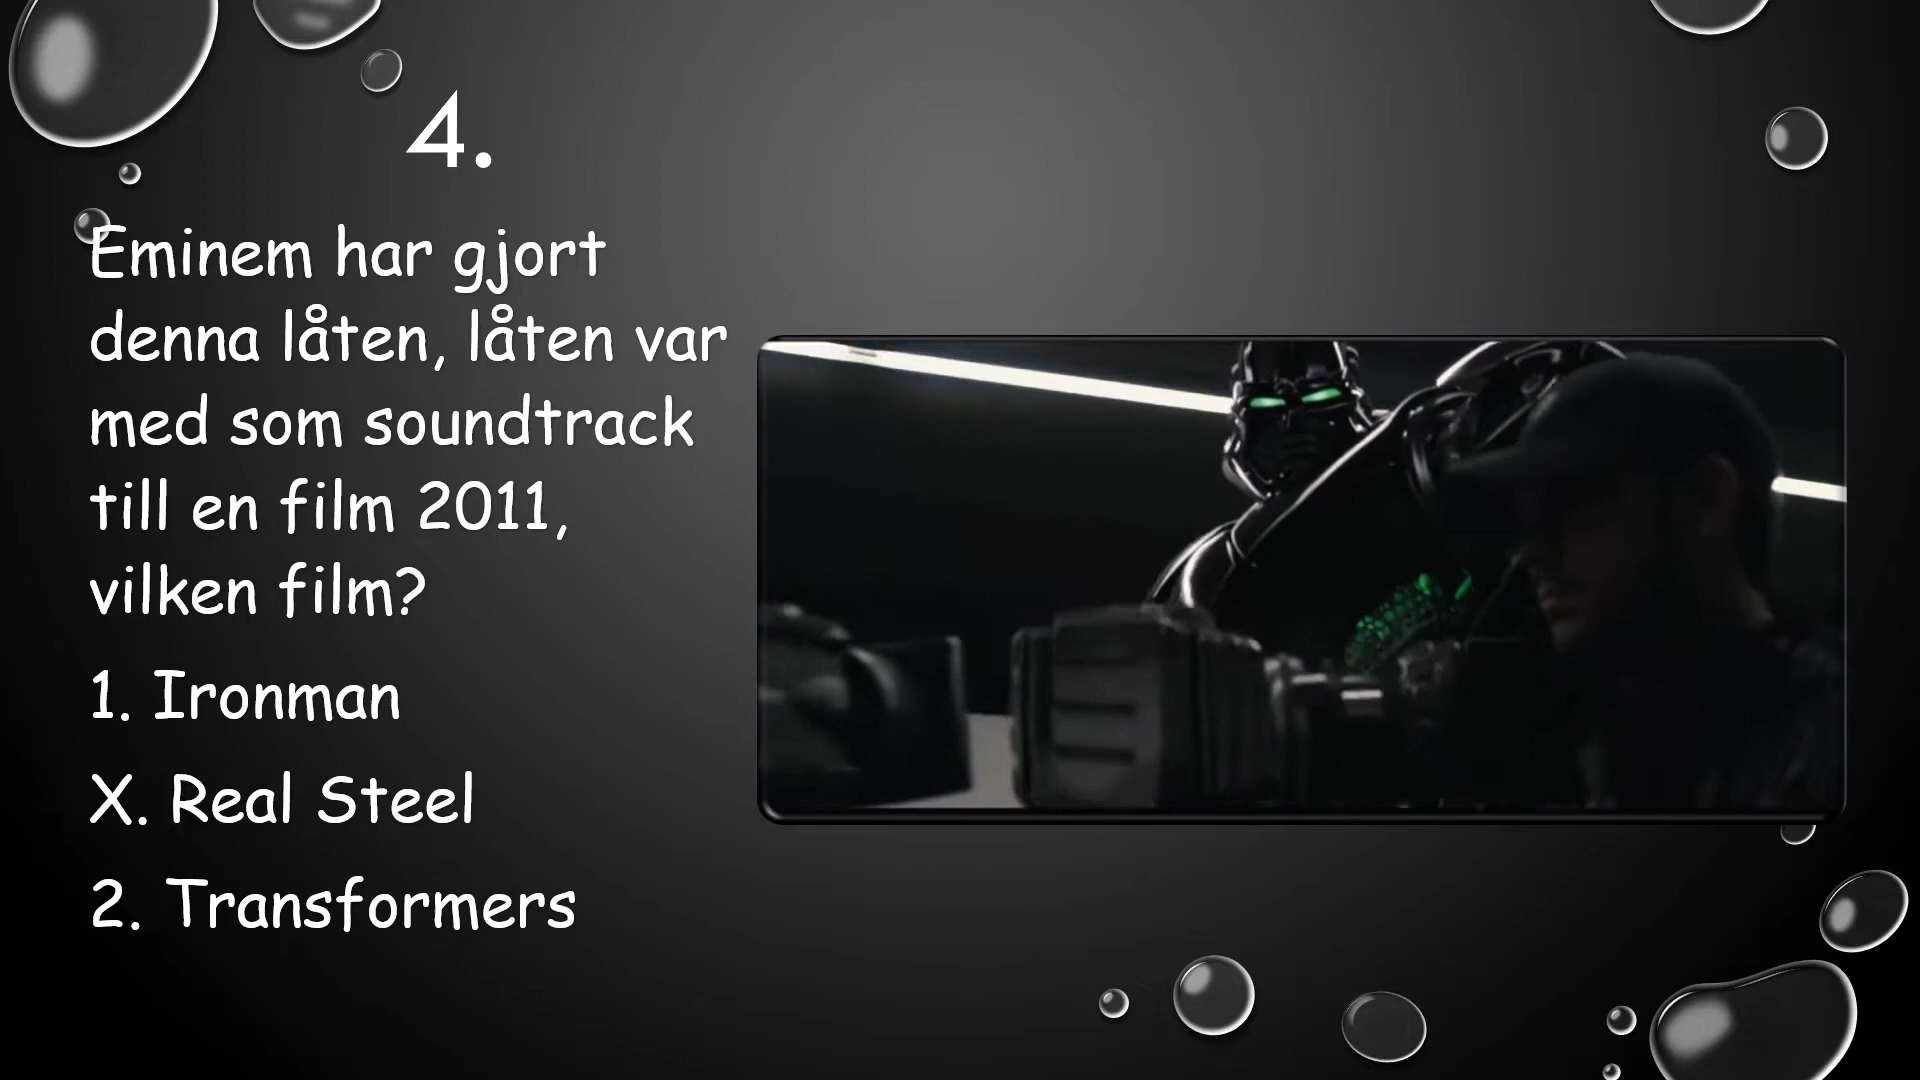 4.
Eminem har gjort
denna låten, låten var
med som soundtrack
till en film 2011,
vilken film?
1. Ironman
X. Real Steel
2. Transformers